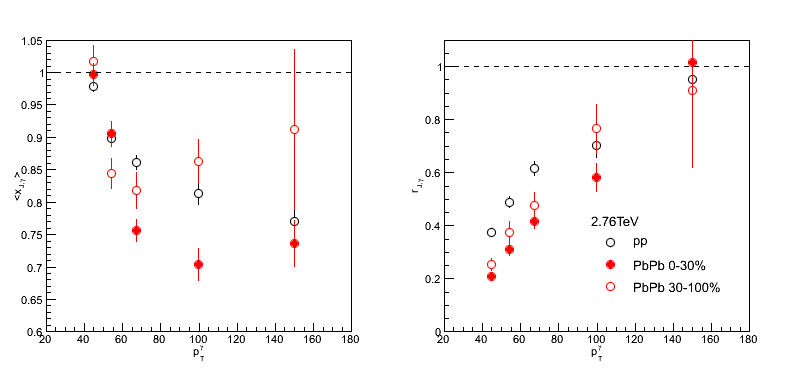 1.05
1
0.95
0.9
0.85
0.8
0.75
0.7
0.65
0.6
<x_{J,γ}>
20 40 60 80 100 120 140 160 180
p_T^γ
1
0.8
0.6
0.4
0.2
0
r_{J,γ}
2.76TeV
pp
PbPb 0-30%
PbPb 30-100%
20 40 60 80 100 120 140 160 180
p_T^γ